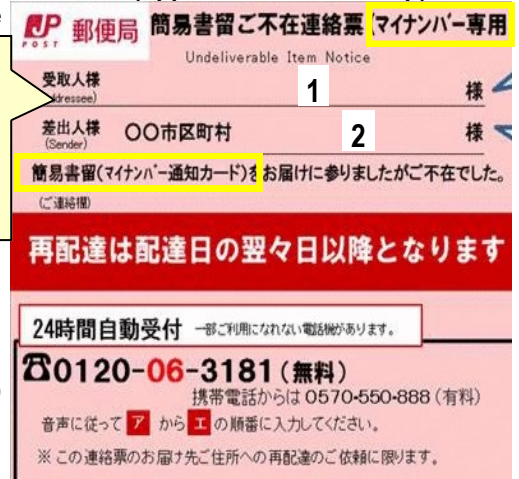 JP POST 郵便局 簡易書留ご不在連絡票(マイナンバー専用
Undeliverable Item Notice
受取人様 1 様
ddressee)
差出人様 〇〇市区町村 2 様
(Sender)
簡易書留(マイナンバー通知カード)をお届けに参りましたがご不在でした。
(ご連絡欄)
再配達は配達日の翌々日以降となります
24時間自動受付 一部ご利用になれない電話機があります。
☎0120-06-3181(無料)
携帯電話からは 0570-550-888(有料)
音声に従って ア から エ の順番に入力してください。
※この連絡票のお届け先ご住所への再配達のご依頼に限ります。